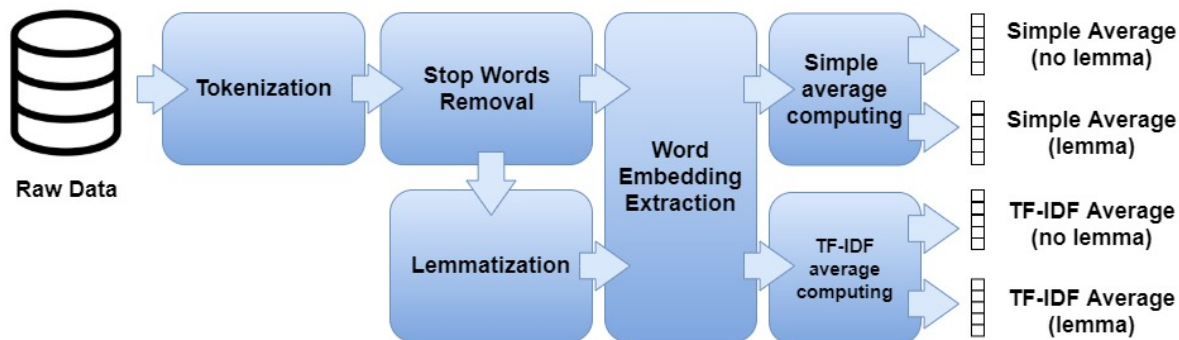 Raw Data
Tokenization
Stop Words
Removal
Lemmatization
Word
Embedding
Extraction
Simple
average
computing
TF-IDF
average
computing
Simple Average
(no lemma)
Simple Average
(lemma)
TF-IDF Average
(no lemma)
TF-IDF Average
(lemma)